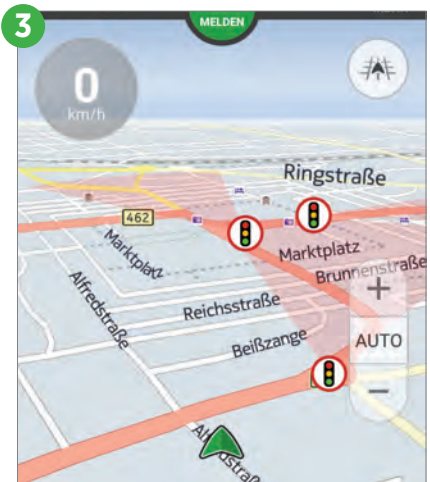 3
MELDEN
0
km/h
Ringstraße
462
Marktplatz
Marktplatz
Brunnenstraße
Alfredstraße
Reichsstraße
+
AUTO
Beißzange
−